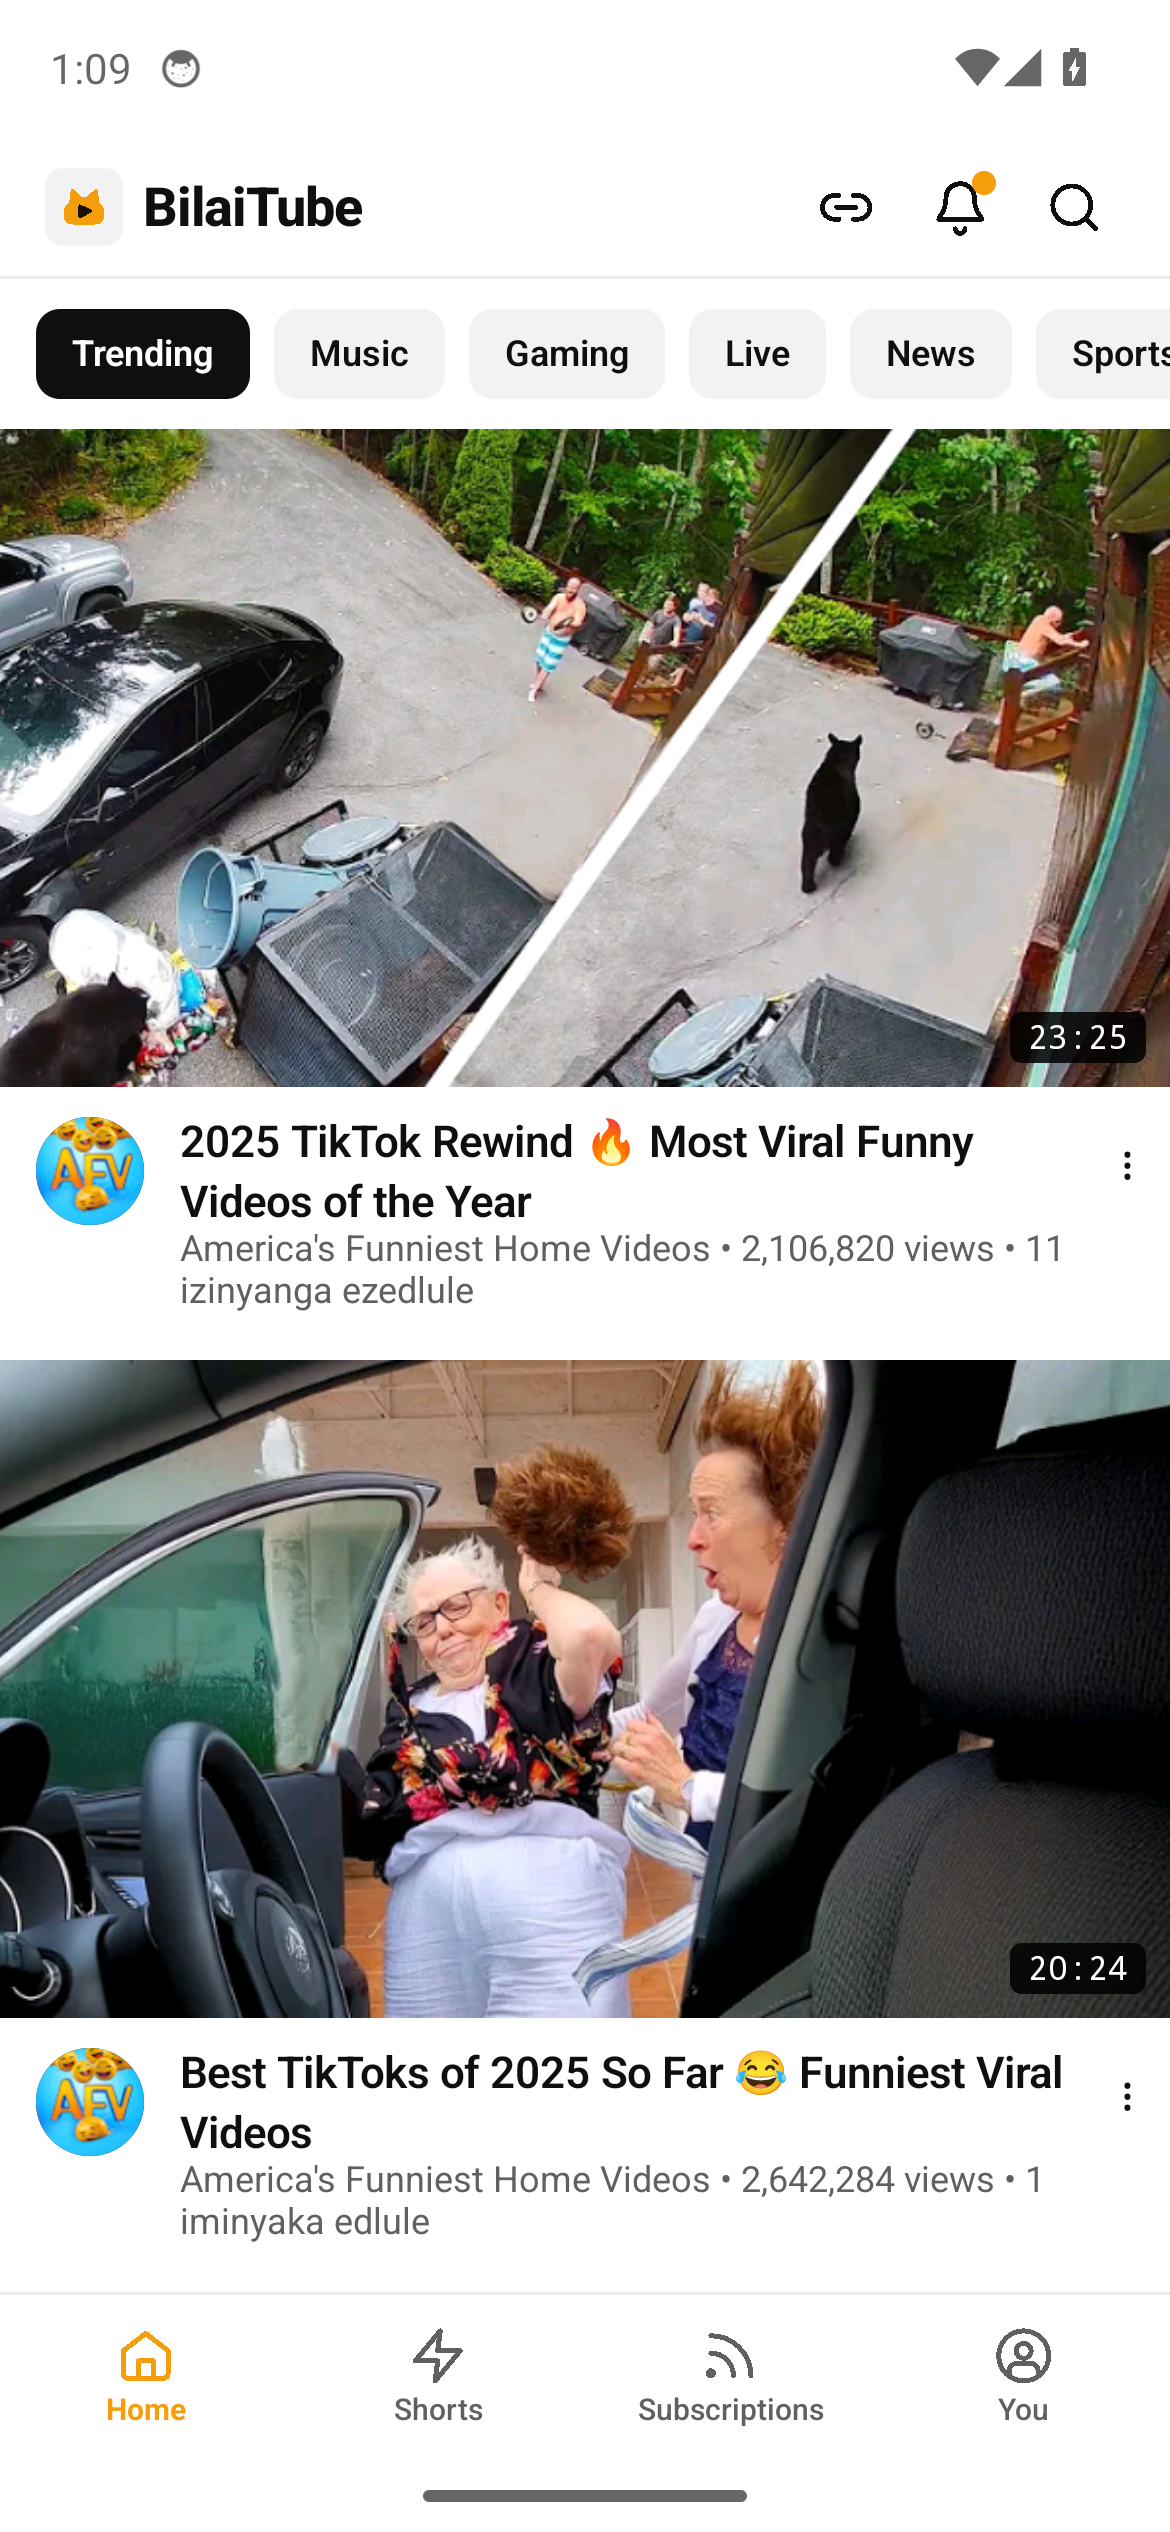 1:09
BilaiTube
Trending Music Gaming Live News Sports
23:25
2025 TikTok Rewind 🔥 Most Viral Funny
Videos of the Year
America's Funniest Home Videos • 2,106,820 views • 11
izinyanga ezedlule
20:24
AFV
Best TikToks of 2025 So Far 😂 Funniest Viral
Videos
America's Funniest Home Videos • 2,642,284 views • 1
iminyaka edlule
AFV
Home Shorts Subscriptions You